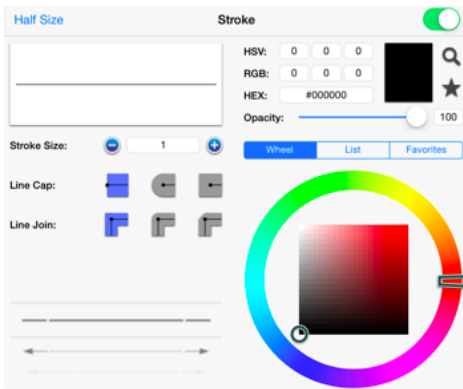 Half Size Stroke
HSV: 0 0 0
RGB: 0 0 0
HEX: #000000
Opacity: 100
Stroke Size: 1
Wheel List Favorites
Line Cap:
Line Join: